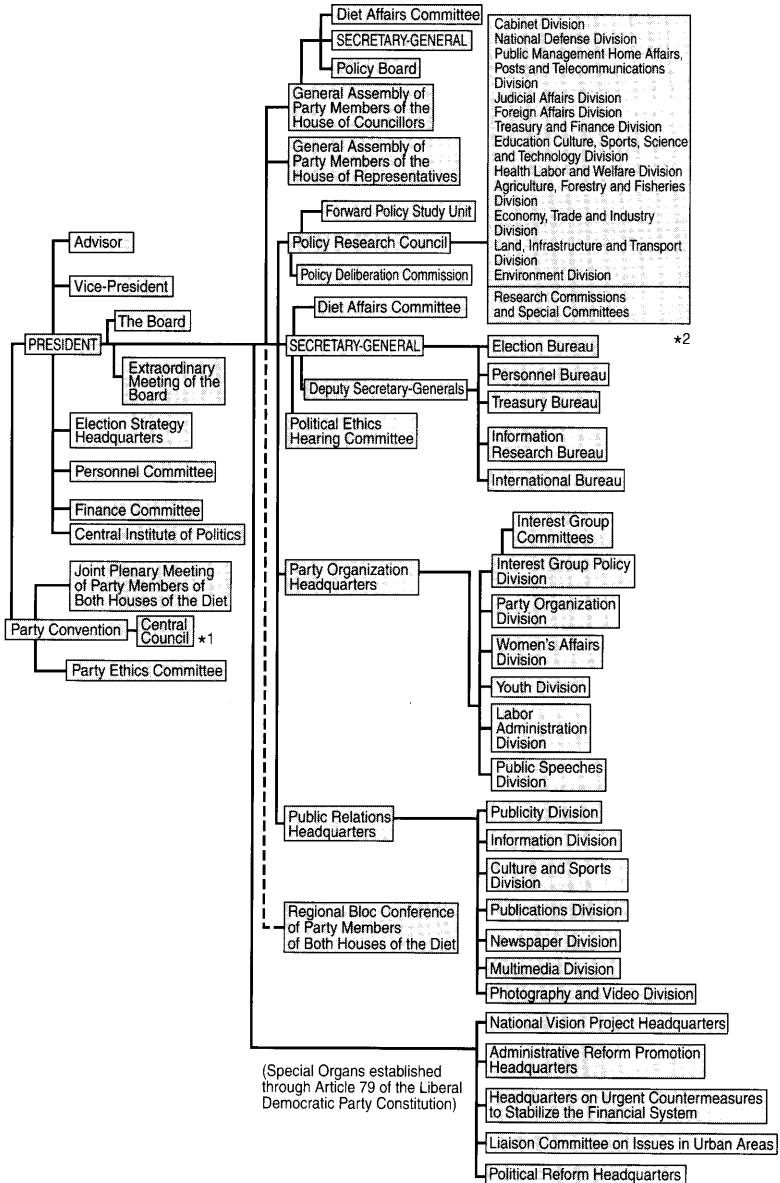 Diet Affairs Committee
SECRETARY-GENERAL
Policy Board
General Assembly of
Party Members of the
House of Councillors
General Assembly of
Party Members of the
House of Representatives
Cabinet Division
National Defense Division
Public Management Home Affairs,
Posts and Telecommunications
Division
Judicial Affairs Division
Foreign Affairs Division
Treasury and Finance Division
Education Culture, Sports, Science
and Technology Division
Health Labor and Welfare Division
Agriculture, Forestry and Fisheries
Division
Economy, Trade and Industry
Division
Land, Infrastructure and Transport
Division
Environment Division
Research Commissions
and Special Committees
*2
Forward Policy Study Unit
Policy Research Council
Policy Deliberation Commission
Advisor
Vice-President
The Board
PRESIDENT
Extraordinary
Meeting of the
Board
Election Strategy
Headquarters
Personnel Committee
Finance Committee
Central Institute of Politics
Joint Plenary Meeting
of Party Members of
Both Houses of the Diet
Party Convention
Central
Council
*1
Party Ethics Committee
Diet Affairs Committee
SECRETARY-GENERAL
Deputy Secretary-Generals
Political Ethics
Hearing Committee
Election Bureau
Personnel Bureau
Treasury Bureau
Information
Research Bureau
International Bureau
Party Organization
Headquarters
Interest Group
Committees
Interest Group Policy
Division
Party Organization
Division
Women's Affairs
Division
Youth Division
Labor
Administration
Division
Public Speeches
Division
Public Relations
Headquarters
Publicity Division
Information Division
Culture and Sports
Division
Publications Division
Newspaper Division
Multimedia Division
Photography and Video Division
Regional Bloc Conference
of Party Members
of Both Houses of the Diet
(Special Organs established
through Article 79 of the Liberal
Democratic Party Constitution)
National Vision Project Headquarters
Administrative Reform Promotion
Headquarters
Headquarters on Urgent Countermeasures
to Stabilize the Financial System
Liaison Committee on Issues in Urban Areas
Political Reform Headquarters